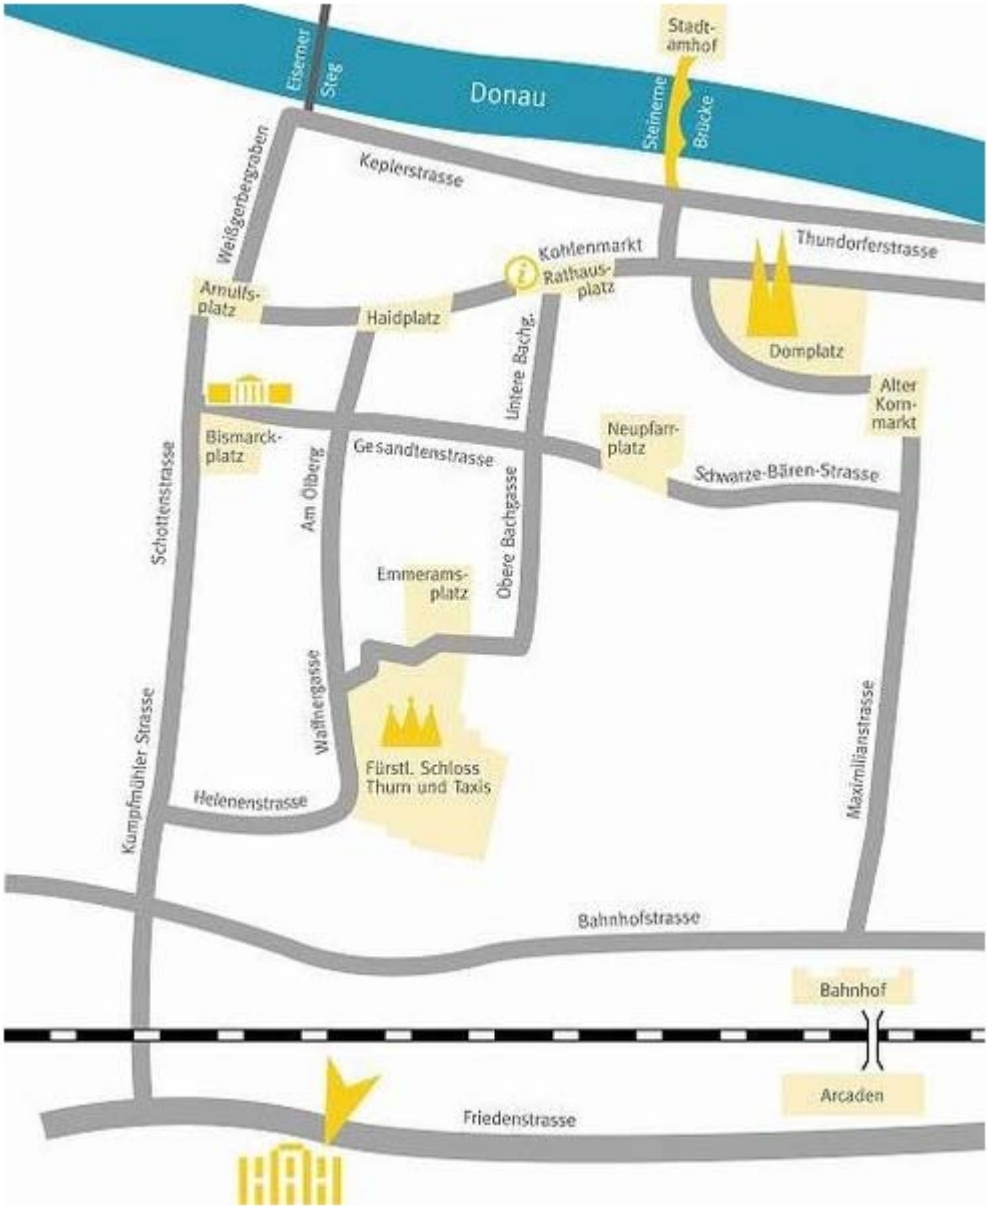 Stadt-
amhof
Eiserner
Steg
Donau
Steinerne
Brücke
Weißgerbergraben
Keplerstrasse
Kohlenmarkt
Thundorferstrasse
i
Rathaus-
platz
Arnulfs-
platz
Haidplatz
Untere Bachg.
Domplatz
Alter
Korn-
markt
Bismarck-
platz
Gesandtenstrasse
Neupfarr-
platz
Schwarze-Bären-Strasse
Schottenstrasse
Am Ölberg
Obere Bachgasse
Emmerams-
platz
Waffnergasse
Kumpfmühler Strasse
Maximilianstrasse
Fürstl. Schloss
Thurn und Taxis
Helenenstrasse
Bahnhofstrasse
Bahnhof
Arcaden
Friedenstrasse